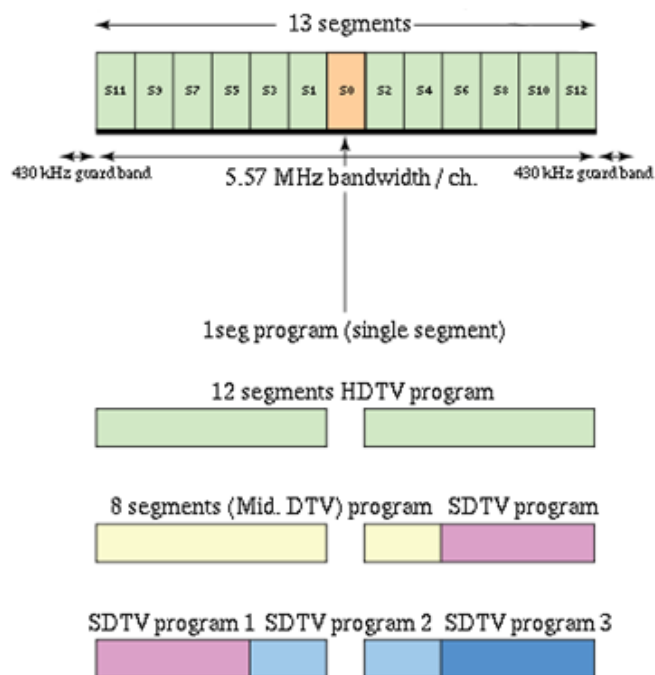 13 segments
S11 S9 S7 S5 S3 S1 S0 S2 S4 S6 S8 S10 S12
430 kHz guard band 5.57 MHz bandwidth / ch. 430 kHz guard band
1seg program (single segment)
12 segments HDTV program
8 segments (Mid. DTV) program SDTV program
SDTV program 1 SDTV program 2 SDTV program 3